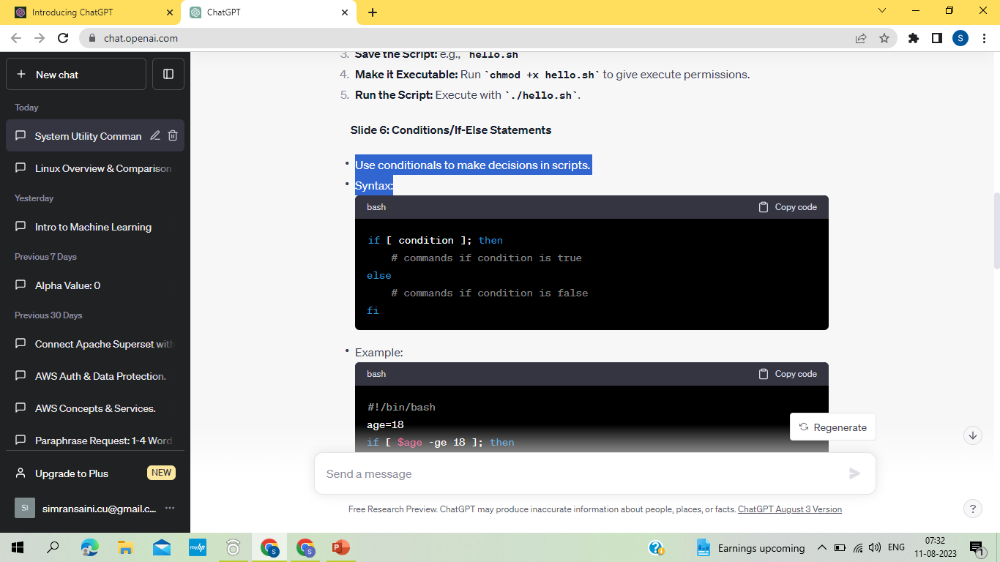 Introducing ChatGPT
ChatGPT
chat.openai.com
S
New chat
Today
System Utility Comman
Linux Overview & Comparison
Yesterday
Intro to Machine Learning
Previous 7 Days
Alpha Value: 0
Previous 30 Days
Connect Apache Superset with
AWS Auth & Data Protection.
AWS Concepts & Services.
Paraphrase Request: 1-4 Word
Upgrade to Plus NEW
SI simransaini.cu@gmail.c... ...
3. Save the Script: e.g., `hello.sh`
4. Make it Executable: Run `chmod +x hello.sh` to give execute permissions.
5. Run the Script: Execute with `./hello.sh`.
Slide 6: Conditions/If-Else Statements
• Use conditionals to make decisions in scripts.
• Syntax:
bash Copy code
if [ condition ]; then
# commands if condition is true
else
# commands if condition is false
fi
• Example:
bash Copy code
#!/bin/bash
age=18
if [ $age -ge 18 ]; then
Regenerate
Send a message
Free Research Preview. ChatGPT may produce inaccurate information about people, places, or facts. ChatGPT August 3 Version
?
myhp
S
S
P
?
Earnings upcoming
ENG
07:32
11-08-2023
1